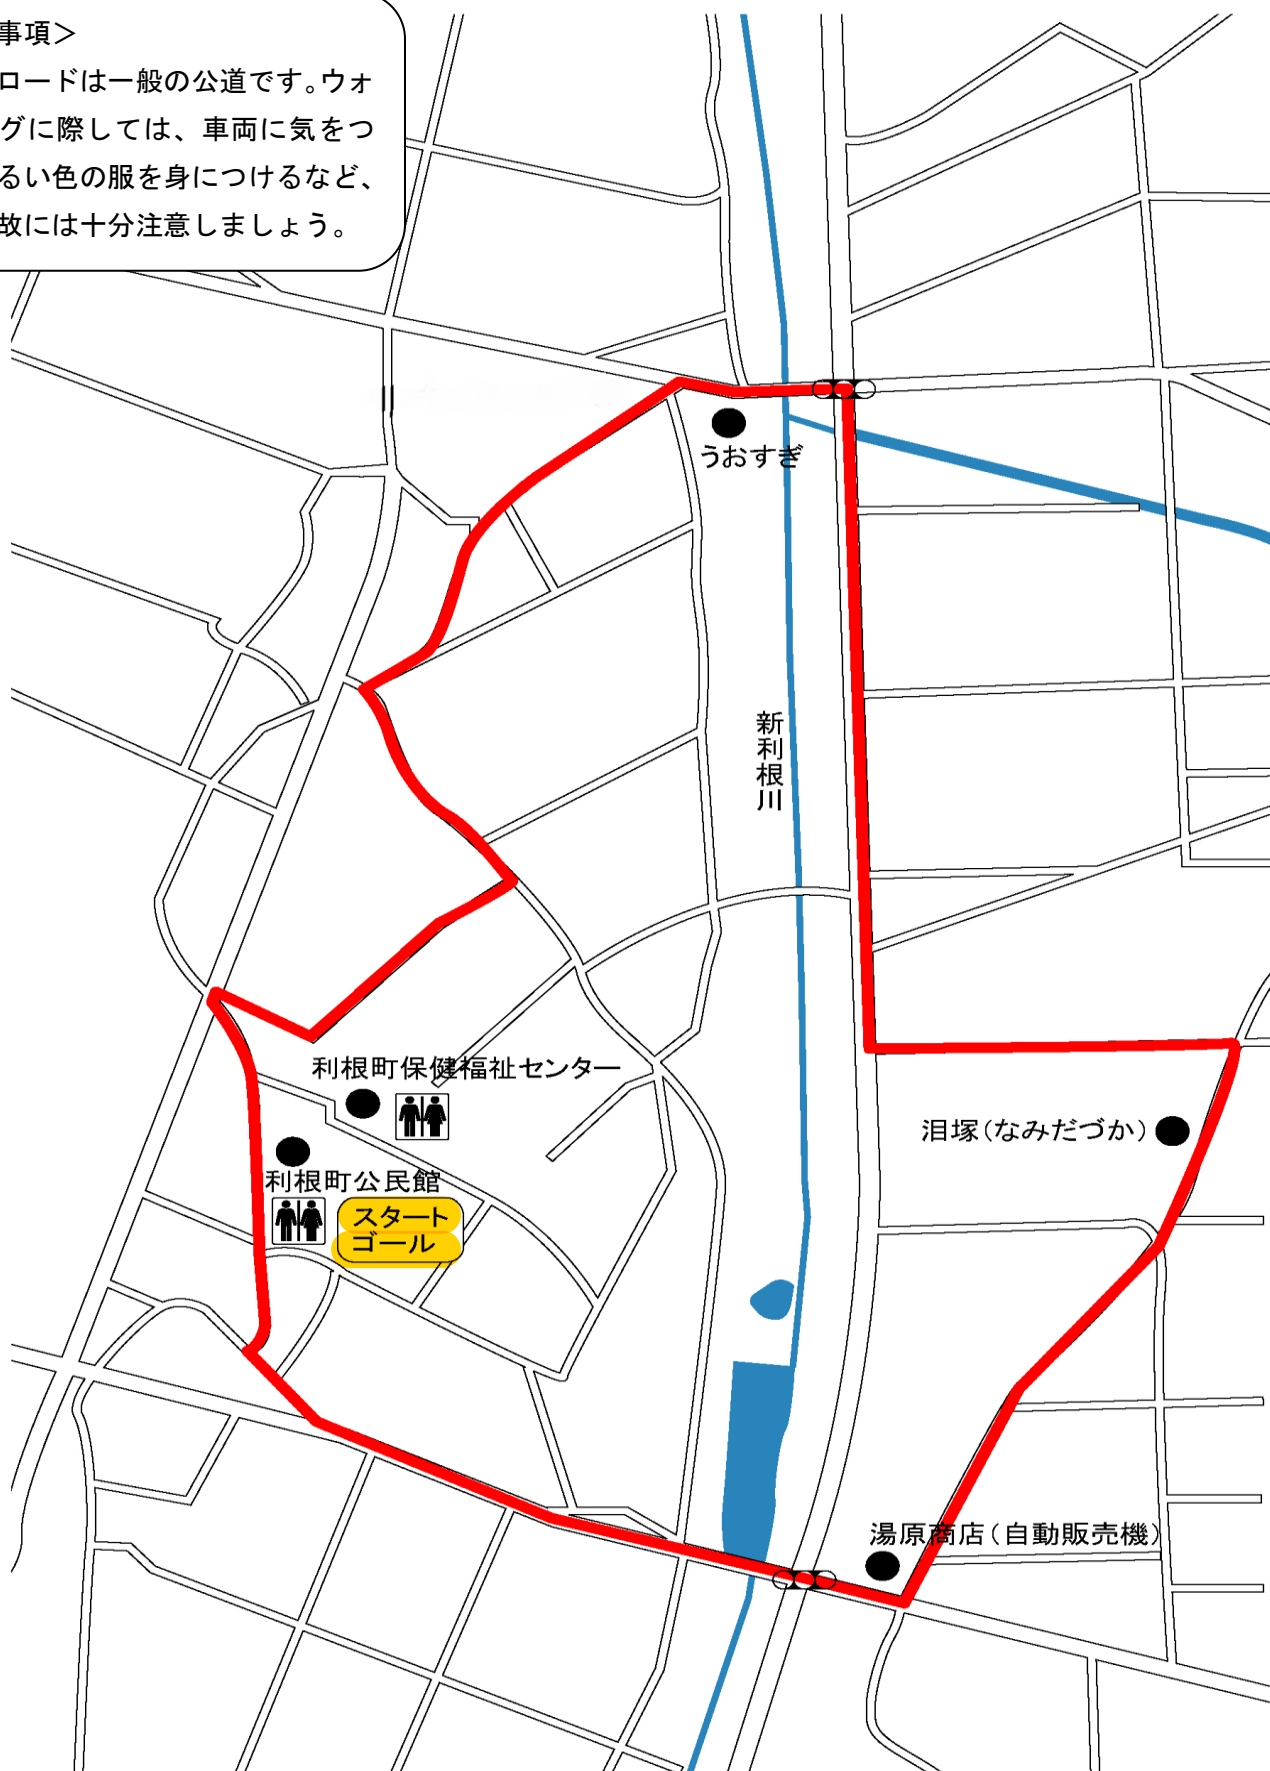 事項＞
ロードは一般の公道です。ウォ
グに際しては、車両に気をつ
るい色の服を身につけるなど、
故には十分注意しましょう。
うおすぎ
新利根川
利根町保健福祉センター
泪塚（なみだづか）
利根町公民館
スタート
ゴール
湯原商店（自動販売機）